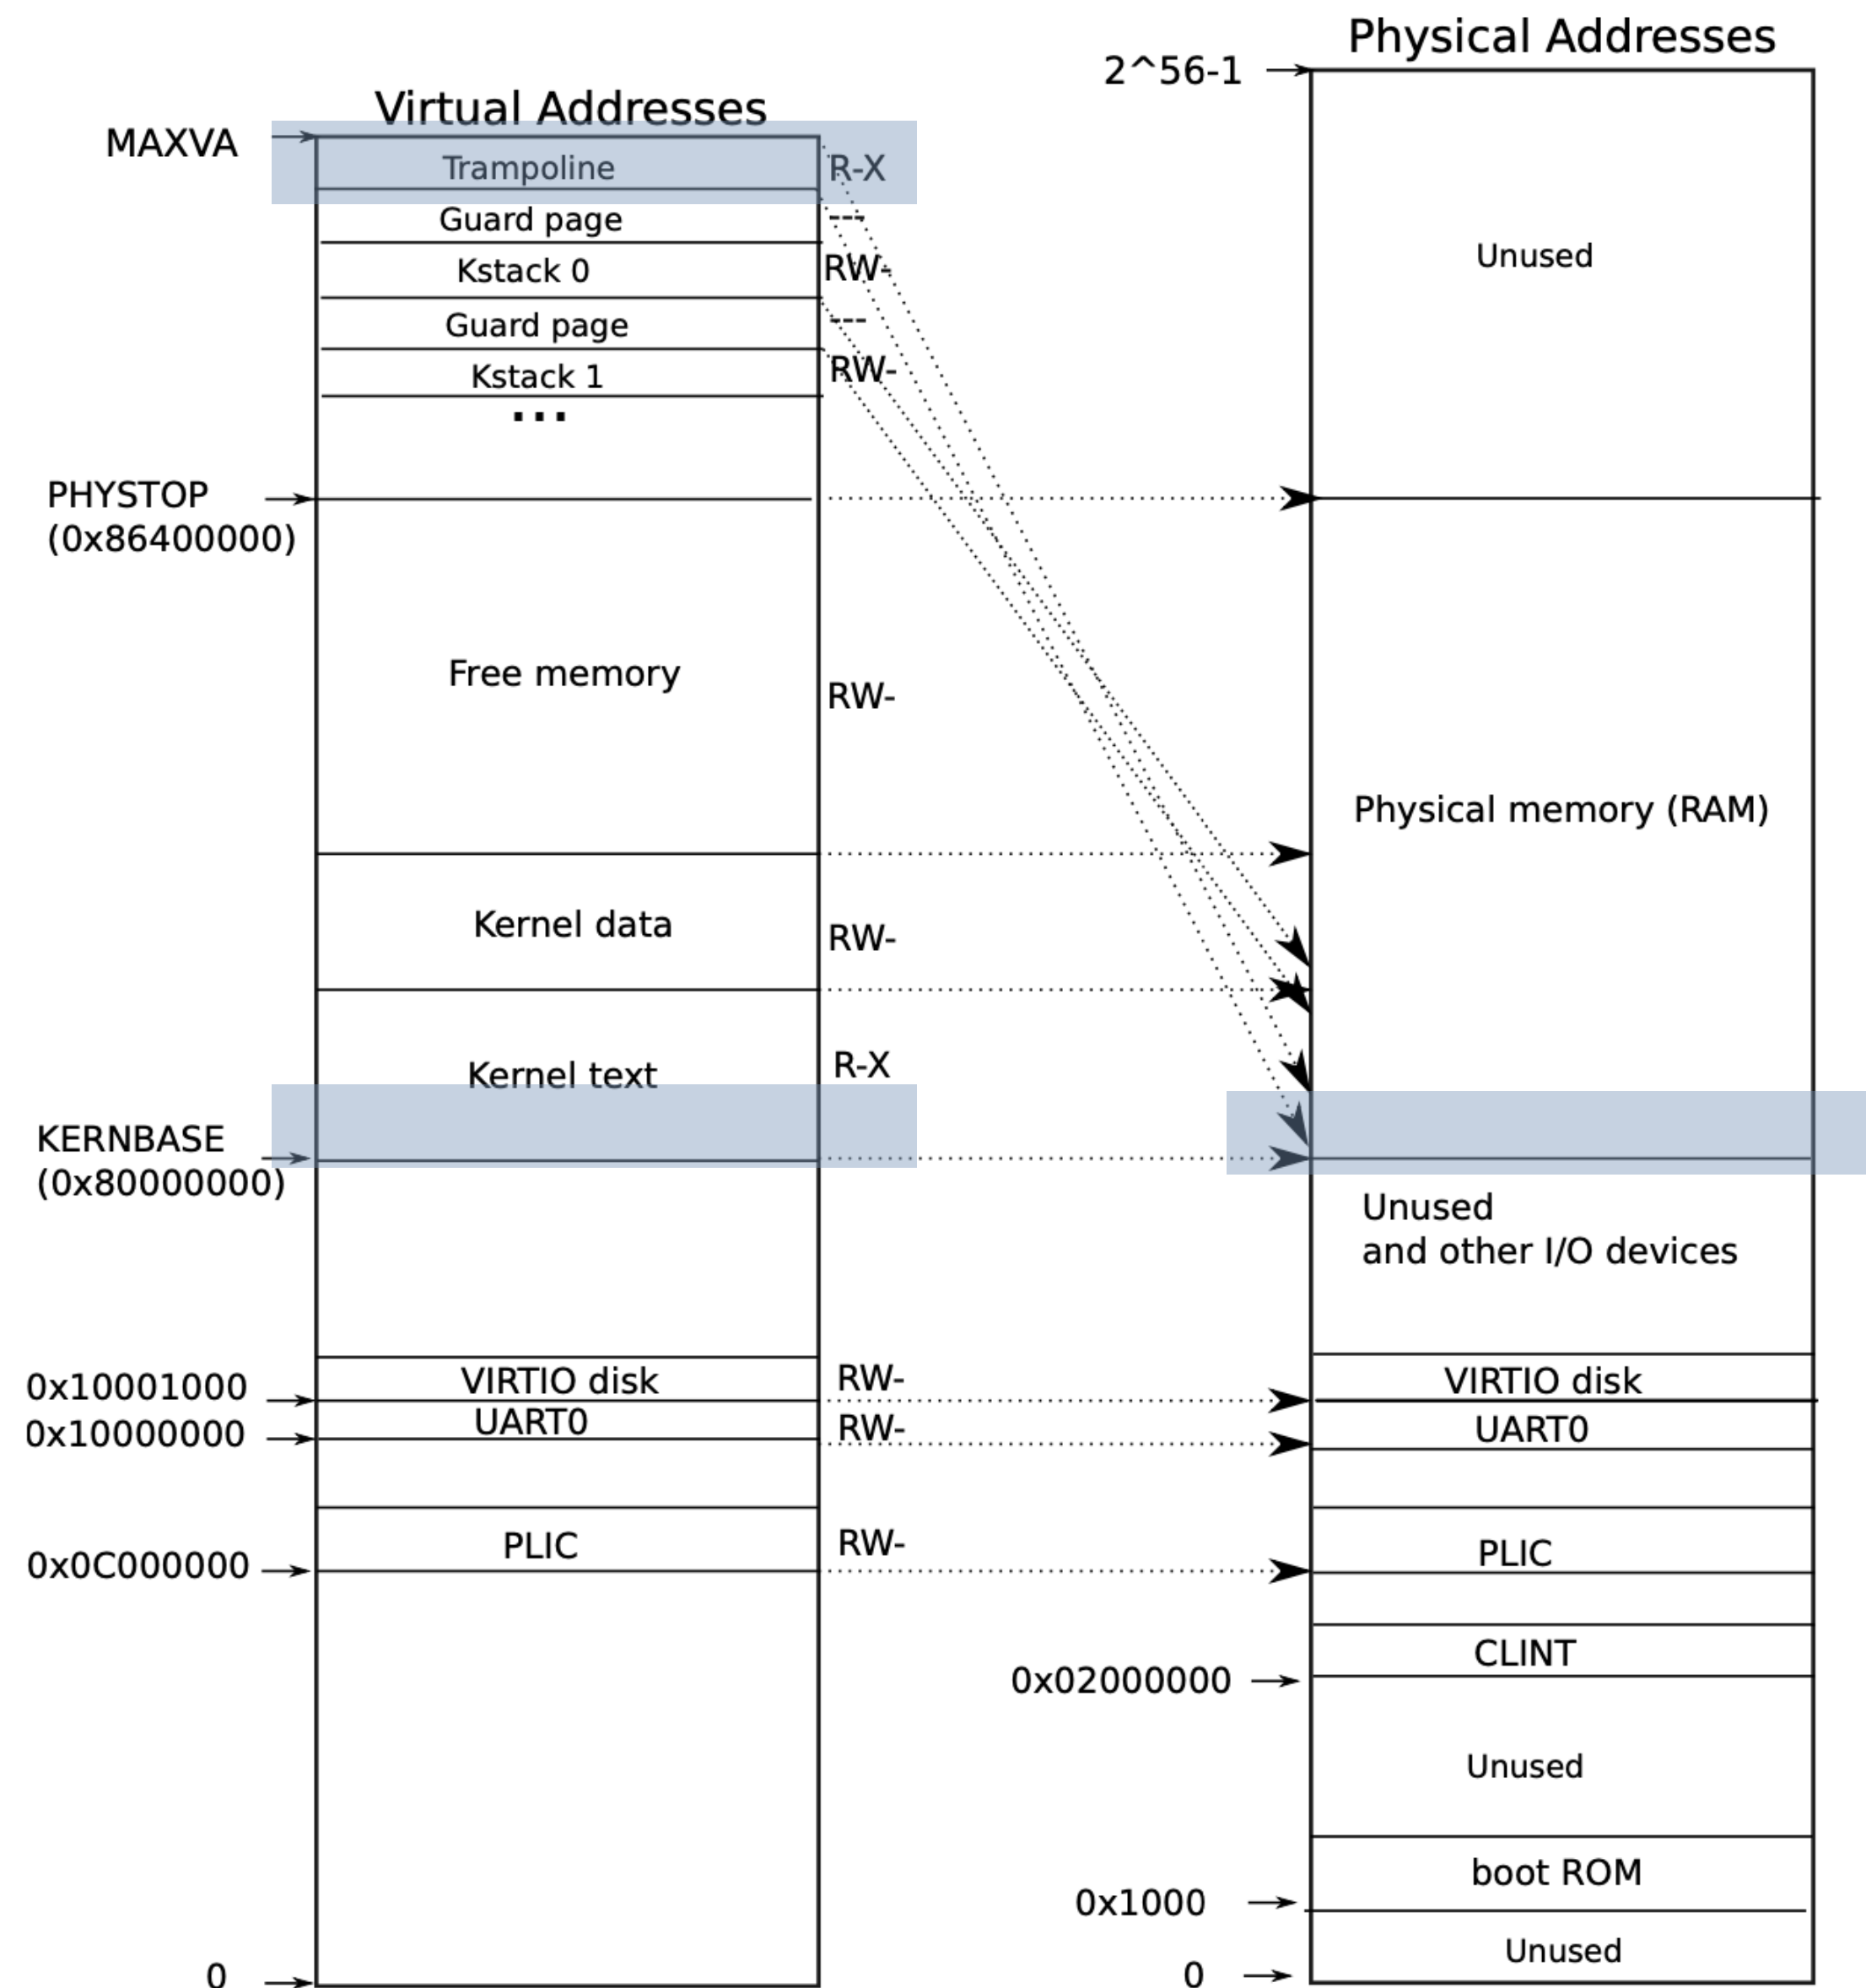 Physical Addresses
2^56-1
Virtual Addresses
MAXVA
Trampoline
R-X
Guard page
---
Kstack 0
RW-
Guard page
---
Kstack 1
RW-
...
Unused
PHYSTOP
(0x86400000)
Free memory
RW-
Physical memory (RAM)
Kernel data
RW-
Kernel text
R-X
KERNBASE
(0x80000000)
Unused
and other I/O devices
0x10001000
VIRTIO disk
RW-
VIRTIO disk
0x10000000
UART0
RW-
UART0
0x0C000000
PLIC
RW-
PLIC
CLINT
0x02000000
Unused
boot ROM
0x1000
Unused
0
0